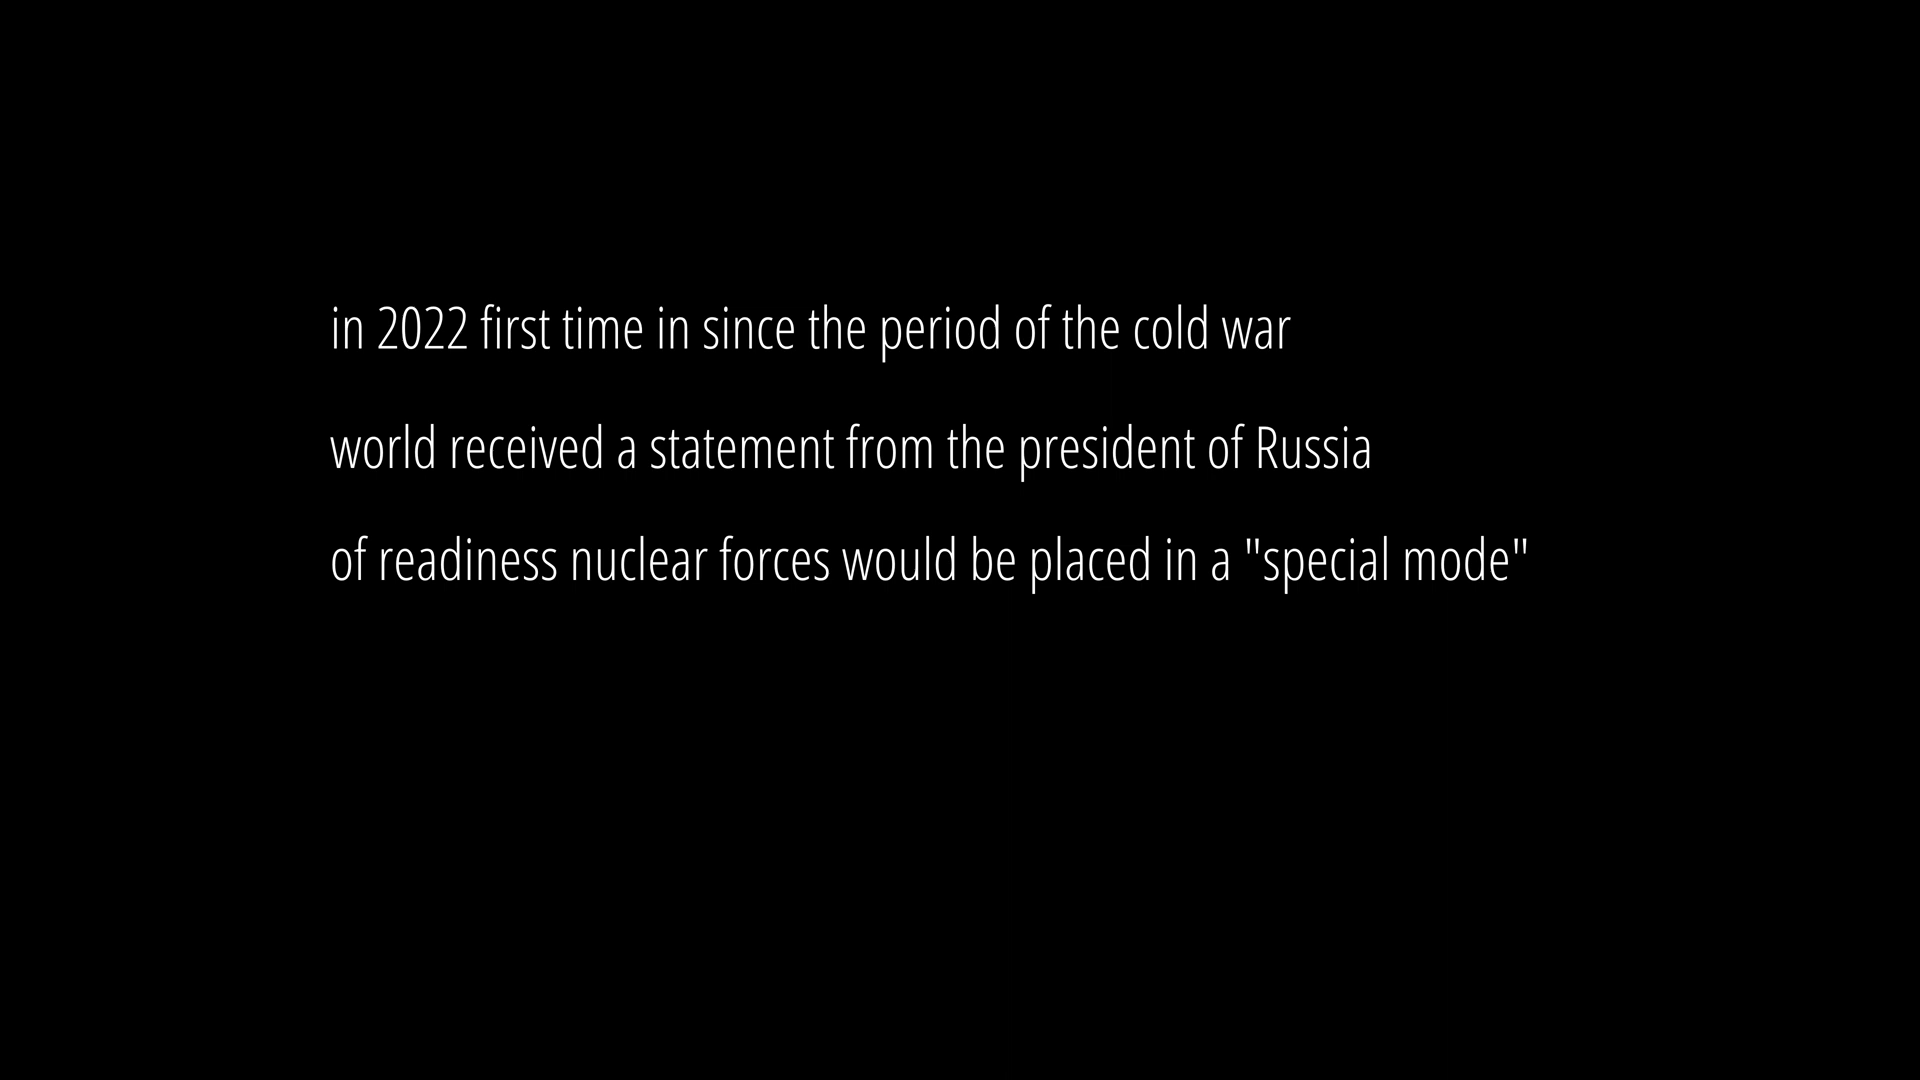 in 2022 first time in since the period of the cold war
world received a statement from the president of Russia
of readiness nuclear forces would be placed in a "special mode"